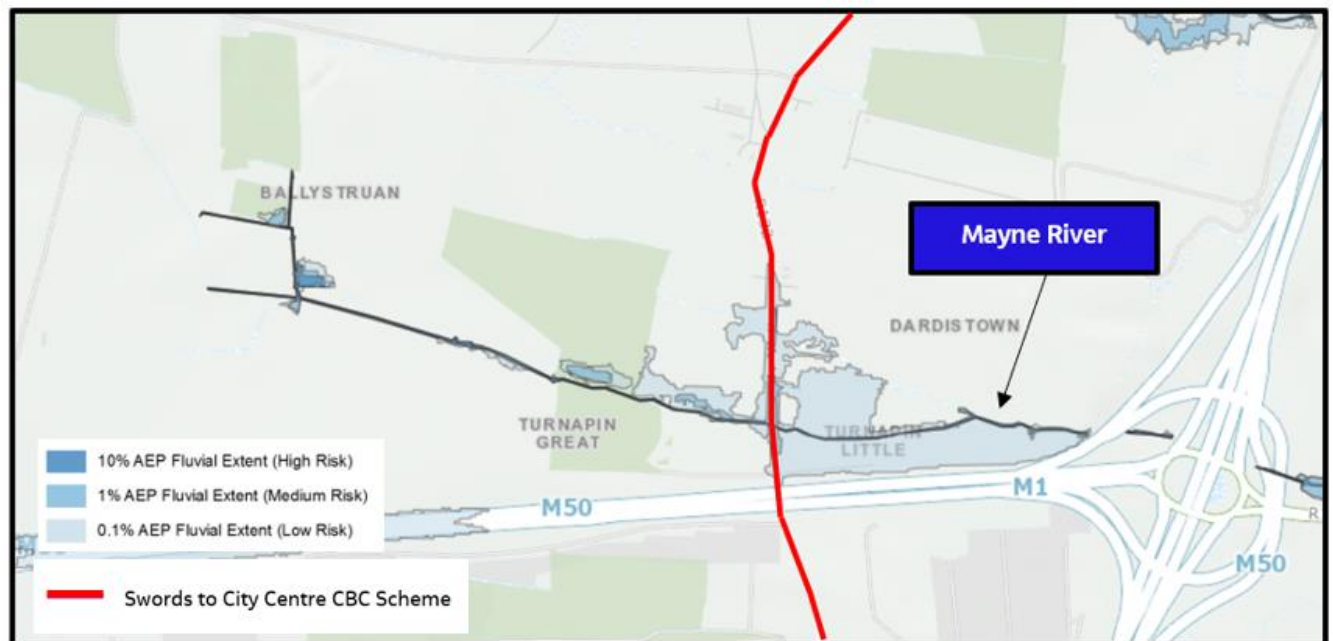 BALLYSTRUAN
Mayne River
DARDISTOWN
TURNAPIN
GREAT
TURNAPIN
LITTLE
10% AEP Fluvial Extent (High Risk)
1% AEP Fluvial Extent (Medium Risk)
0.1% AEP Fluvial Extent (Low Risk)
M50
M1
R
M50
Swords to City Centre CBC Scheme